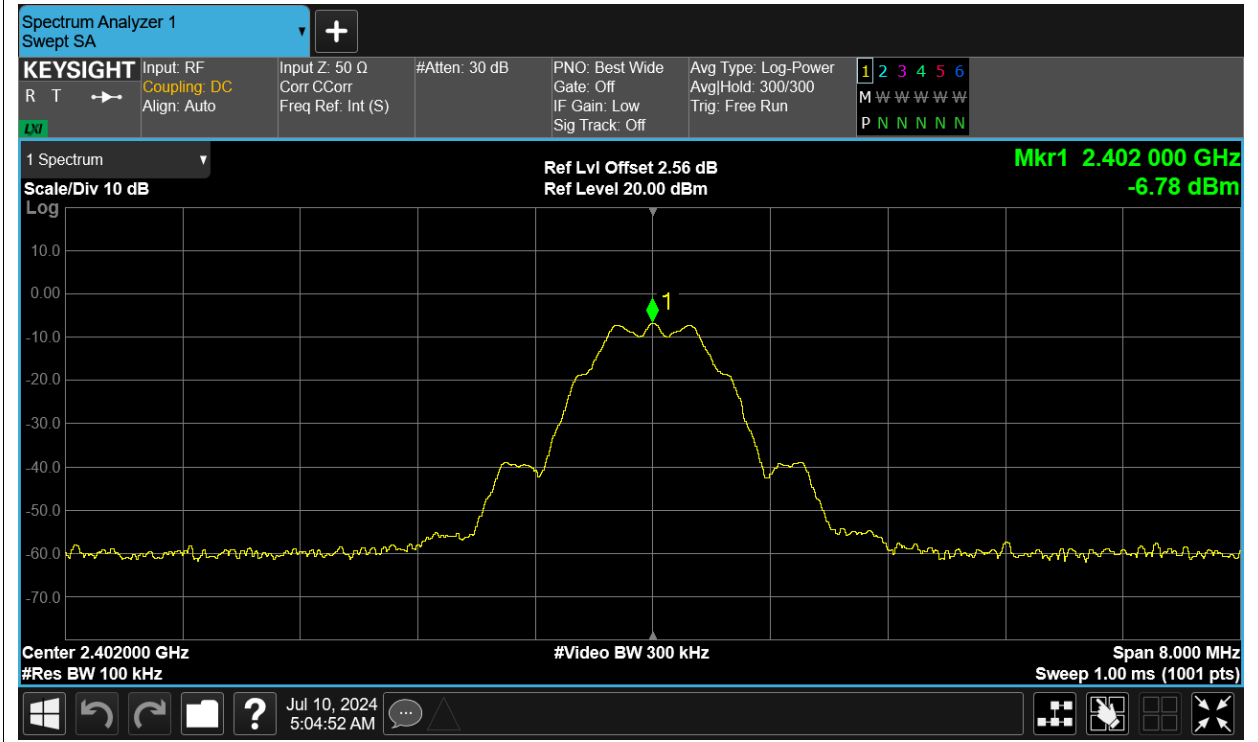 Spectrum Analyzer 1
Swept SA
KEYSIGHT
R T
LXI
Input: RF
Coupling: DC
Align: Auto
Input Z: 50 Ω
Corr CCorr
Freq Ref: Int (S)
#Atten: 30 dB
PNO: Best Wide
Gate: Off
IF Gain: Low
Sig Track: Off
Avg Type: Log-Power
Avg|Hold: 300/300
Trig: Free Run
1 2 3 4 5 6
M W W W W W
P N N N N N
1 Spectrum
Scale/Div 10 dB
Log
Ref Lvl Offset 2.56 dB
Ref Level 20.00 dBm
Mkr1 2.402 000 GHz
-6.78 dBm
10.0
0.00
-10.0
-20.0
-30.0
-40.0
-50.0
-60.0
-70.0
1
Center 2.402000 GHz
#Res BW 100 kHz
#Video BW 300 kHz
Span 8.000 MHz
Sweep 1.00 ms (1001 pts)
?
Jul 10, 2024
5:04:52 AM